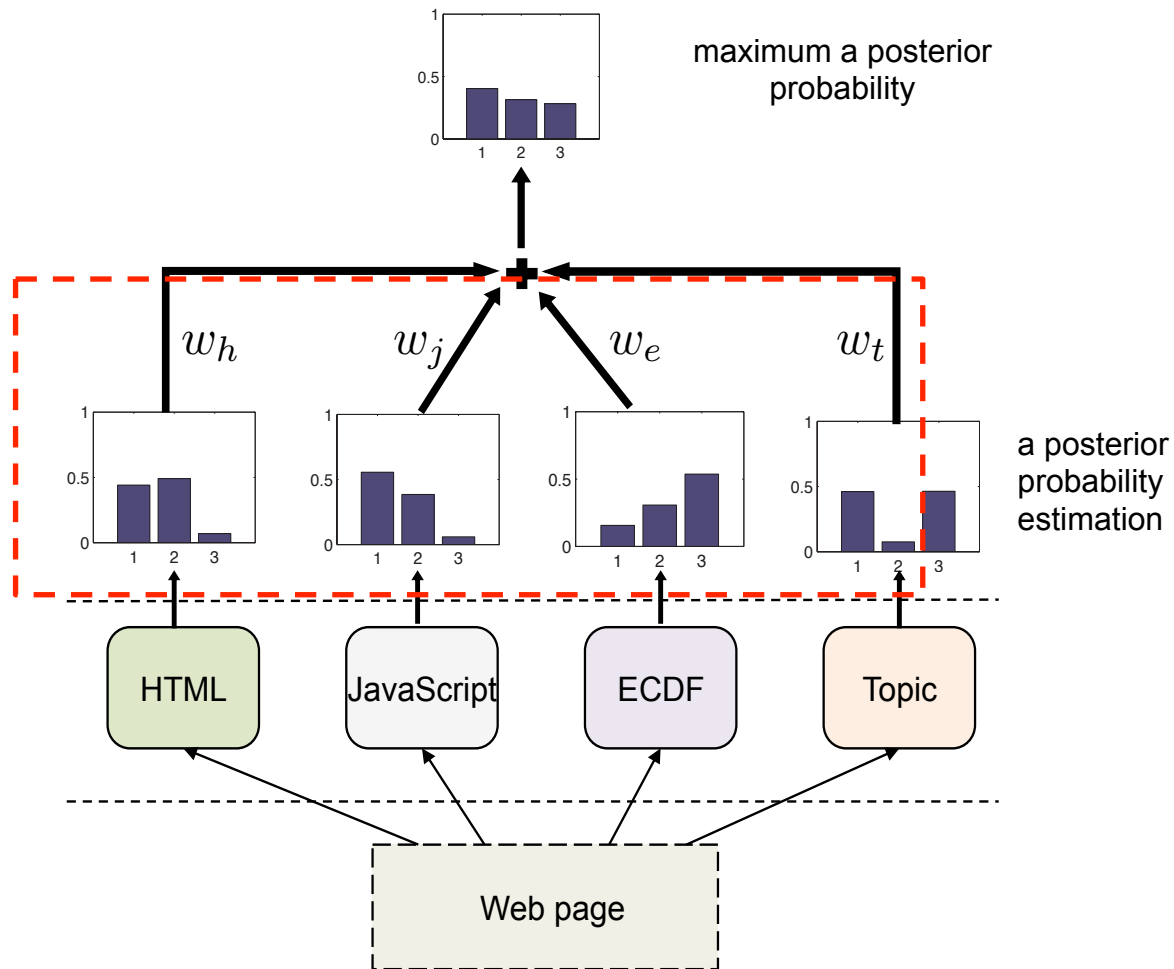 1
0.5
0
1 2 3
maximum a posterior
probability
w_h
w_j
w_e
w_t
1
0.5
0
1 2 3
1
0.5
0
1 2 3
1
0.5
0
1 2 3
1
0.5
0
1 2 3
a posterior
probability
estimation
HTML
JavaScript
ECDF
Topic
Web page